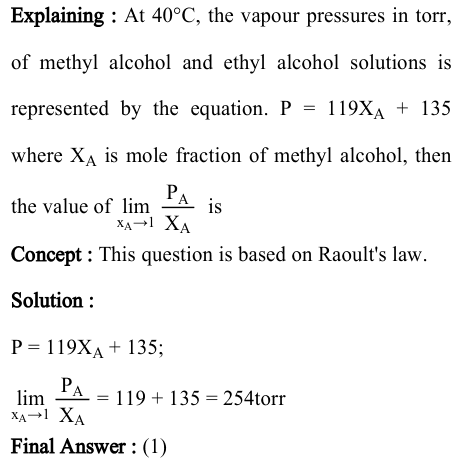 Explaining : At 40°C, the vapour pressures in torr,
of methyl alcohol and ethyl alcohol solutions is
represented by the equation. P = 119X_A + 135
where X_A is mole fraction of methyl alcohol, then
the value of lim_{x_A→1} P_A/X_A is
Concept : This question is based on Raoult's law.
Solution :
P = 119X_A + 135;
lim_{x_A→1} P_A/X_A = 119 + 135 = 254torr
Final Answer : (1)